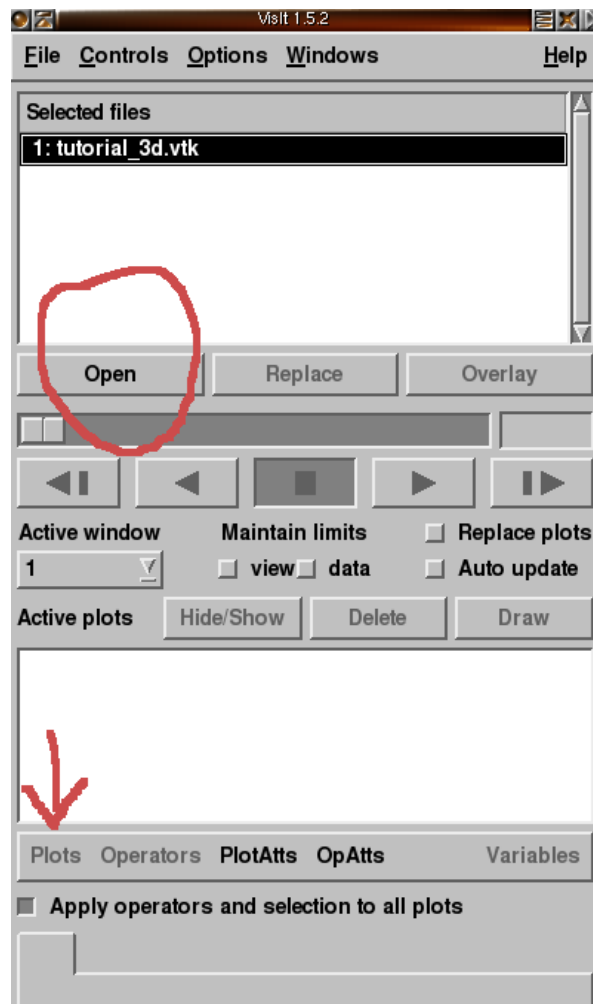 VisIt 1.5.2
File Controls Options Windows Help
Selected files
1: tutorial_3d.vtk
Open Replace Overlay
Active window Maintain limits Replace plots
1 view data Auto update
Active plots Hide/Show Delete Draw
Plots Operators PlotAtts OpAtts Variables
Apply operators and selection to all plots